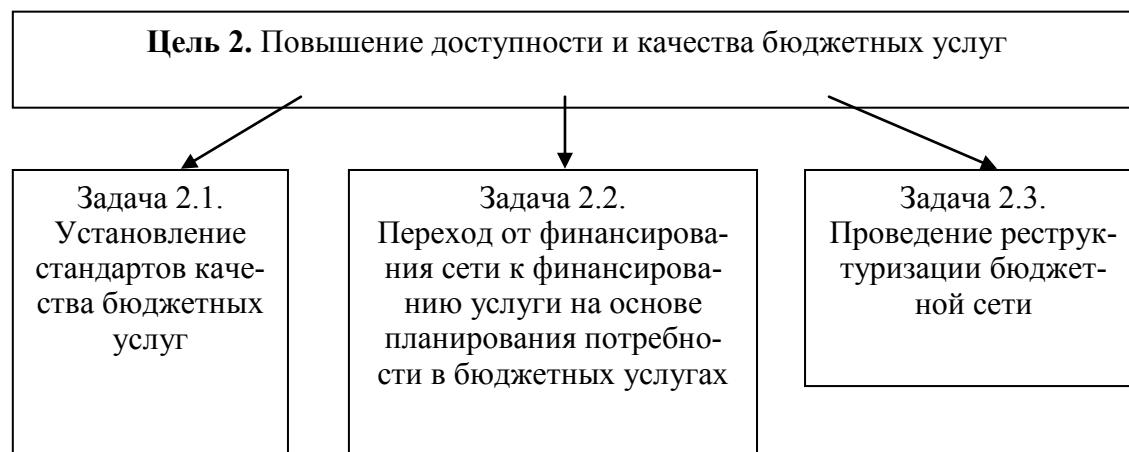 Цель 2. Повышение доступности и качества бюджетных услуг
Задача 2.1.
Установление
стандартов каче-
ства бюджетных
услуг
Задача 2.2.
Переход от финансирова-
ния сети к финансирова-
нию услуги на основе
планирования потребно-
сти в бюджетных услугах
Задача 2.3.
Проведение реструк-
туризации бюджет-
ной сети